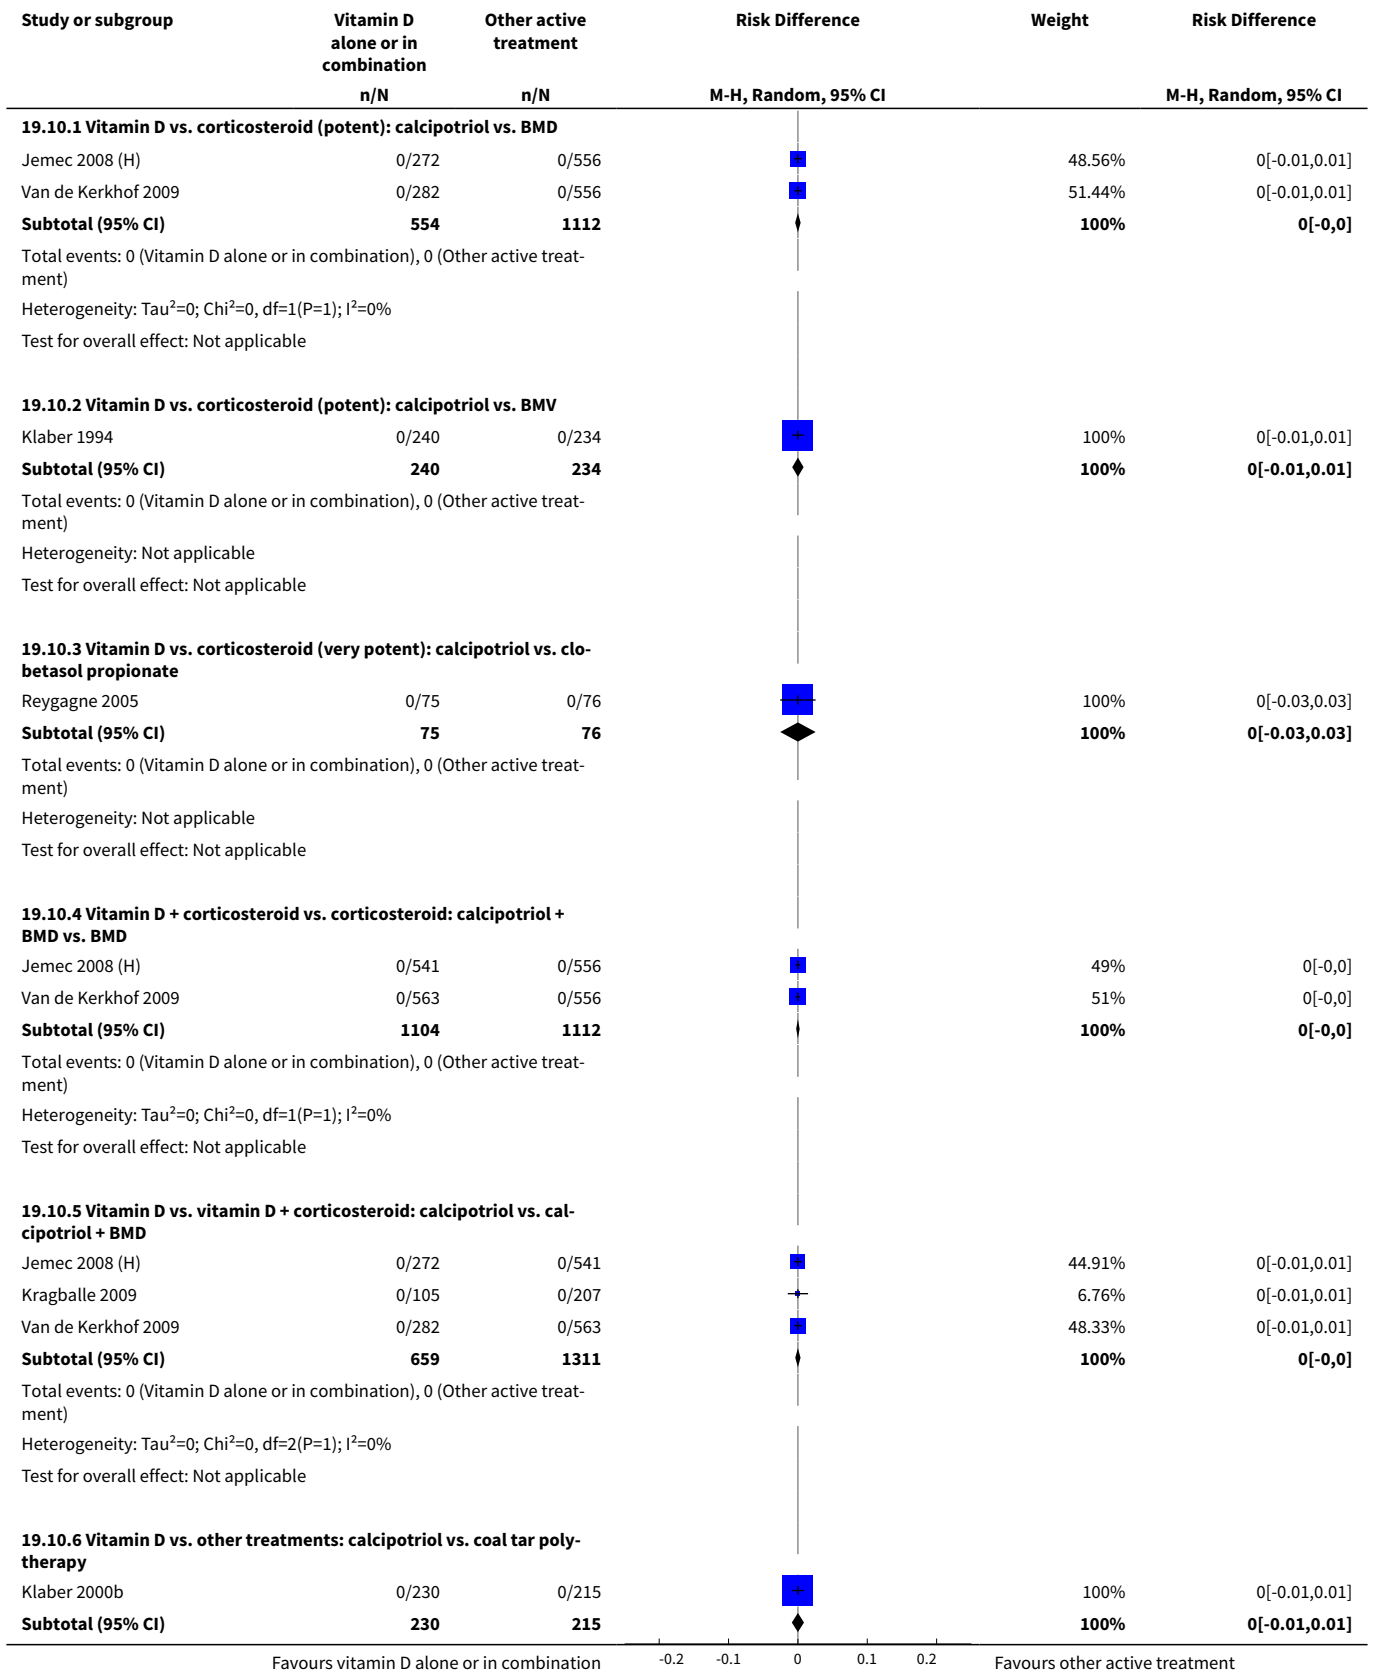 Study or subgroup Vitamin D alone or in combination Other active treatment Risk Difference Weight Risk Difference
n/N n/N M-H, Random, 95% CI M-H, Random, 95% CI
19.10.1 Vitamin D vs. corticosteroid (potent): calcipotriol vs. BMD
Jemec 2008 (H) 0/272 0/556 48.56% 0[-0.01,0.01]
Van de Kerkhof 2009 0/282 0/556 51.44% 0[-0.01,0.01]
Subtotal (95% CI) 554 1112 100% 0[-0,0]
Total events: 0 (Vitamin D alone or in combination), 0 (Other active treat-
ment)
Heterogeneity: Tau²=0; Chi²=0, df=1(P=1); I²=0%
Test for overall effect: Not applicable
19.10.2 Vitamin D vs. corticosteroid (potent): calcipotriol vs. BMV
Klaber 1994 0/240 0/234 100% 0[-0.01,0.01]
Subtotal (95% CI) 240 234 100% 0[-0.01,0.01]
Total events: 0 (Vitamin D alone or in combination), 0 (Other active treat-
ment)
Heterogeneity: Not applicable
Test for overall effect: Not applicable
19.10.3 Vitamin D vs. corticosteroid (very potent): calcipotriol vs. clo-
betasol propionate
Reygagne 2005 0/75 0/76 100% 0[-0.03,0.03]
Subtotal (95% CI) 75 76 100% 0[-0.03,0.03]
Total events: 0 (Vitamin D alone or in combination), 0 (Other active treat-
ment)
Heterogeneity: Not applicable
Test for overall effect: Not applicable
19.10.4 Vitamin D + corticosteroid vs. corticosteroid: calcipotriol +
BMD vs. BMD
Jemec 2008 (H) 0/541 0/556 49% 0[-0,0]
Van de Kerkhof 2009 0/563 0/556 51% 0[-0,0]
Subtotal (95% CI) 1104 1112 100% 0[-0,0]
Total events: 0 (Vitamin D alone or in combination), 0 (Other active treat-
ment)
Heterogeneity: Tau²=0; Chi²=0, df=1(P=1); I²=0%
Test for overall effect: Not applicable
19.10.5 Vitamin D vs. vitamin D + corticosteroid: calcipotriol vs. cal-
cipotriol + BMD
Jemec 2008 (H) 0/272 0/541 44.91% 0[-0.01,0.01]
Kragballe 2009 0/105 0/207 6.76% 0[-0.01,0.01]
Van de Kerkhof 2009 0/282 0/563 48.33% 0[-0.01,0.01]
Subtotal (95% CI) 659 1311 100% 0[-0,0]
Total events: 0 (Vitamin D alone or in combination), 0 (Other active treat-
ment)
Heterogeneity: Tau²=0; Chi²=0, df=2(P=1); I²=0%
Test for overall effect: Not applicable
19.10.6 Vitamin D vs. other treatments: calcipotriol vs. coal tar poly-
therapy
Klaber 2000b 0/230 0/215 100% 0[-0.01,0.01]
Subtotal (95% CI) 230 215 100% 0[-0.01,0.01]
Favours vitamin D alone or in combination -0.2 -0.1 0 0.1 0.2 Favours other active treatment